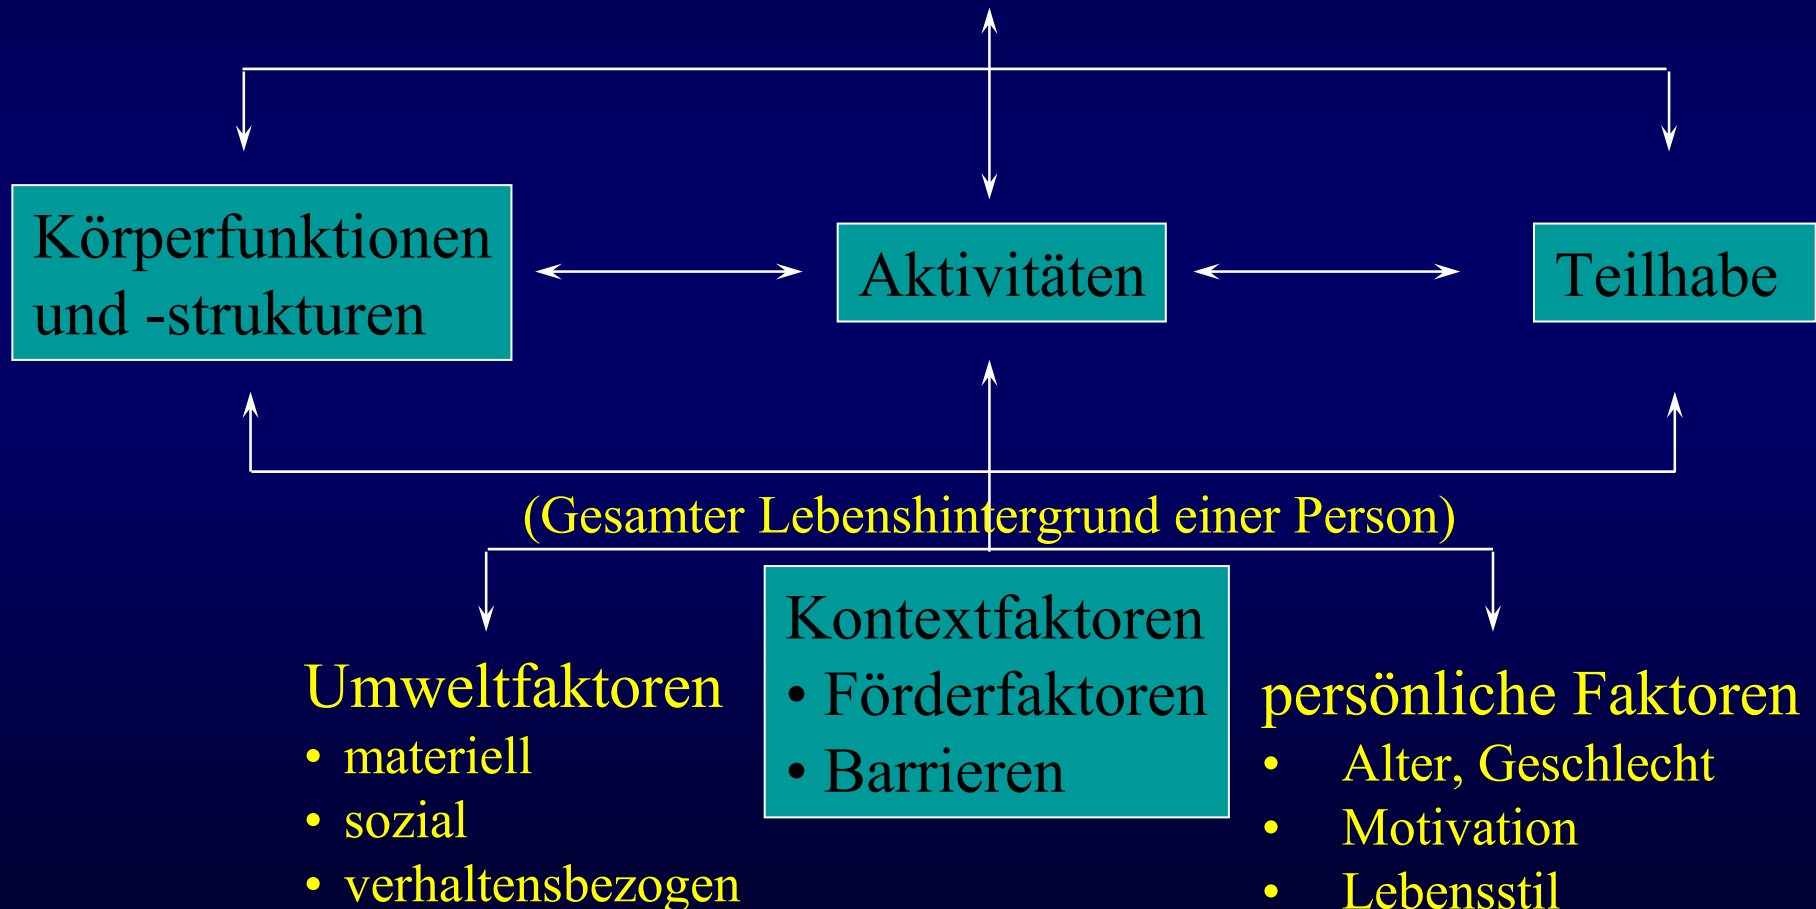 Körperfunktionen
und -strukturen
Aktivitäten
Teilhabe
(Gesamter Lebenshintergrund einer Person)
Umweltfaktoren
• materiell
• sozial
• verhaltensbezogen
Kontextfaktoren
• Förderfaktoren
• Barrieren
persönliche Faktoren
• Alter, Geschlecht
• Motivation
• Lebensstil